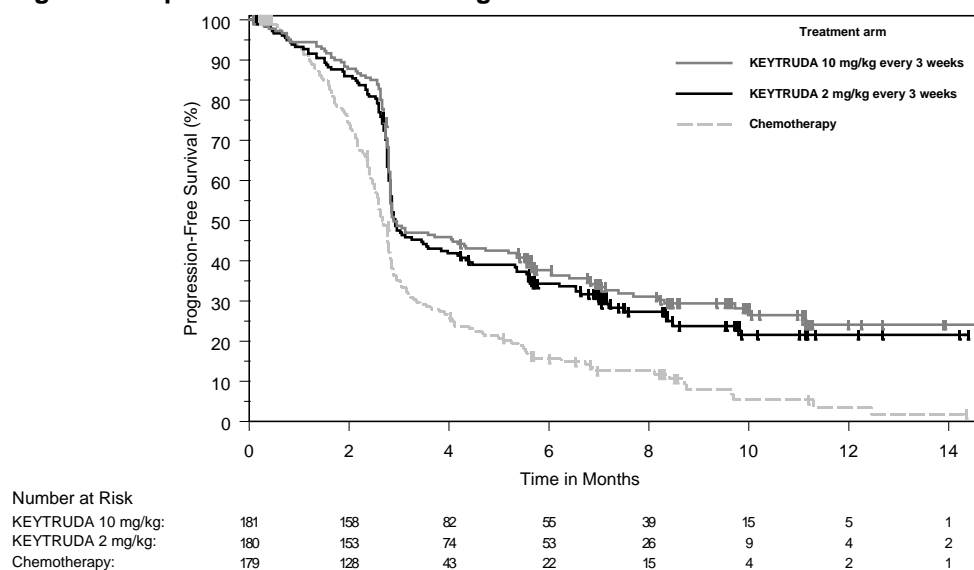 100
90
80
70
60
50
40
30
20
10
0
Progression-Free Survival (%)
Treatment arm
KEYTRUDA 10 mg/kg every 3 weeks
KEYTRUDA 2 mg/kg every 3 weeks
Chemotherapy
0 2 4 6 8 10 12 14
Time in Months
Number at Risk
KEYTRUDA 10 mg/kg: 181 158 82 55 39 15 5 1
KEYTRUDA 2 mg/kg: 180 153 74 53 26 9 4 2
Chemotherapy: 179 128 43 22 15 4 2 1